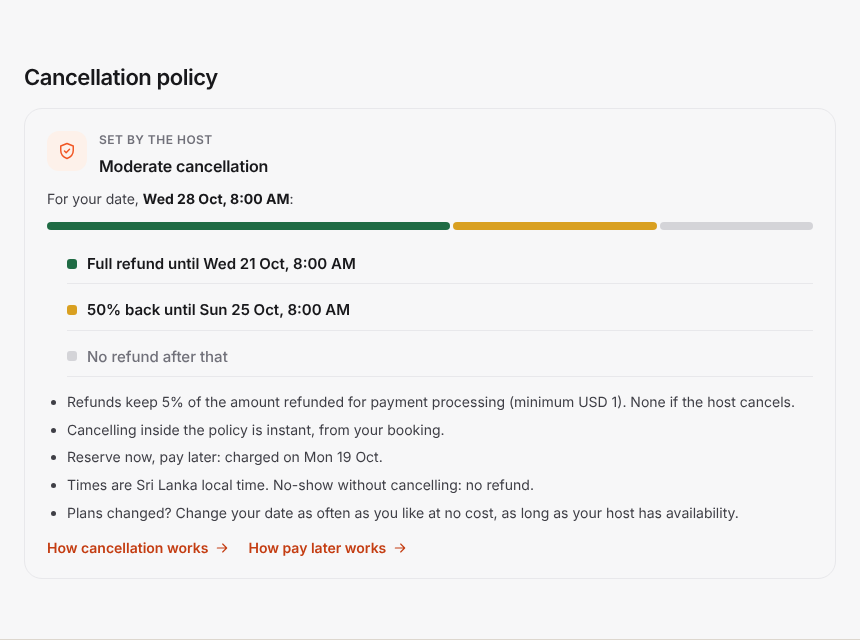 Cancellation policy
SET BY THE HOST
Moderate cancellation
For your date, Wed 28 Oct, 8:00 AM:
Full refund until Wed 21 Oct, 8:00 AM
50% back until Sun 25 Oct, 8:00 AM
No refund after that
• Refunds keep 5% of the amount refunded for payment processing (minimum USD 1). None if the host cancels.
• Cancelling inside the policy is instant, from your booking.
• Reserve now, pay later: charged on Mon 19 Oct.
• Times are Sri Lanka local time. No-show without cancelling: no refund.
• Plans changed? Change your date as often as you like at no cost, as long as your host has availability.
How cancellation works → How pay later works →